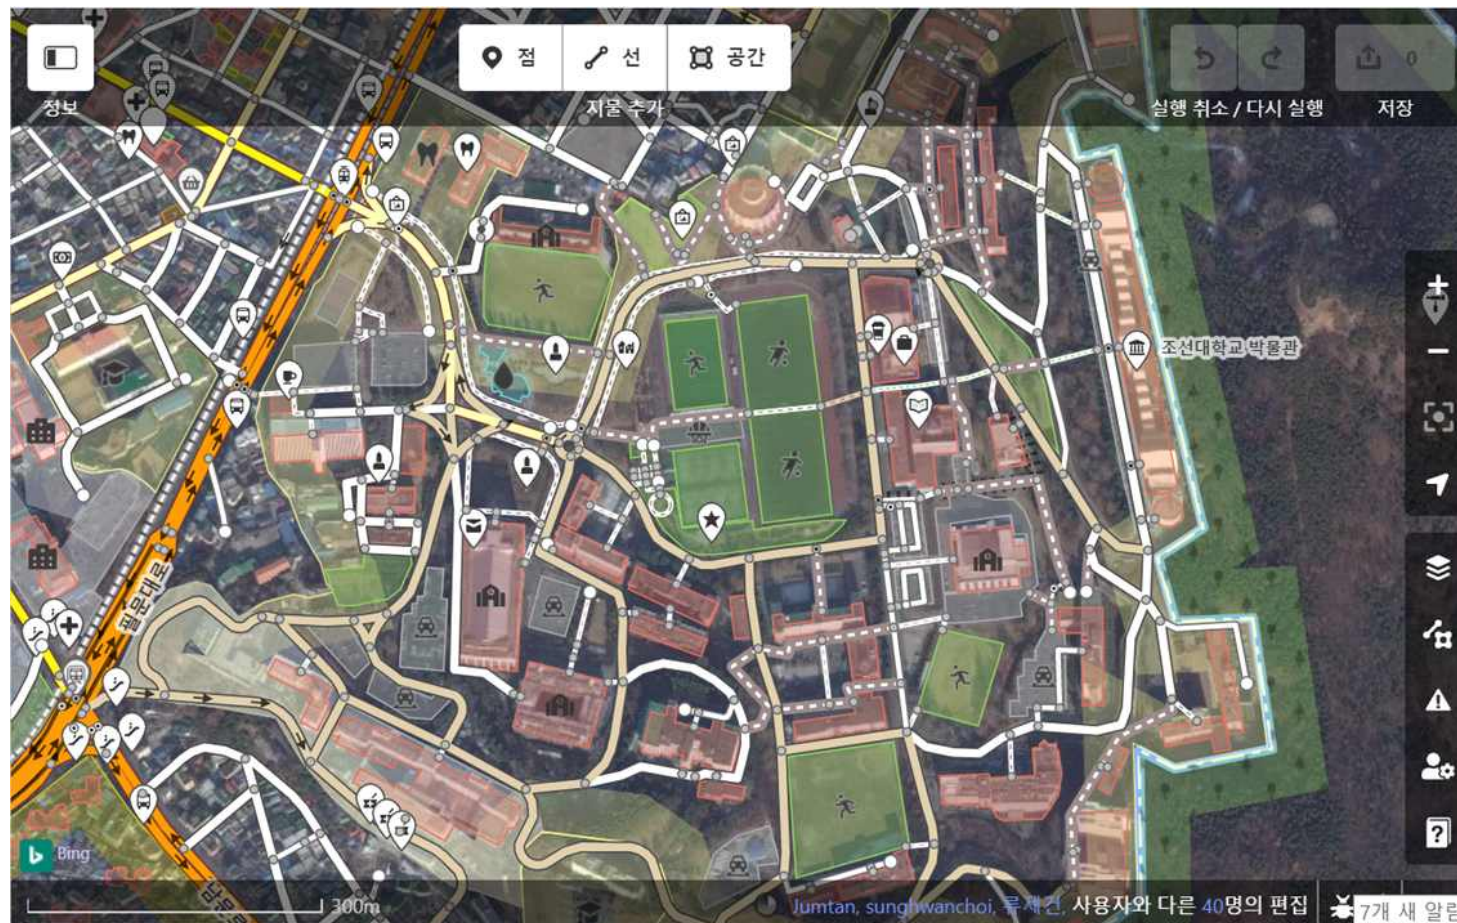 정보
점
선
공간
지물 추가
실행 취소 / 다시 실행
0
저장
조선대학교 박물관
필문대로
Bing
300m
Jumtan, sunghwanchoi, 류재건, 사용자와 다른 40명의 편집
7개 새 알림